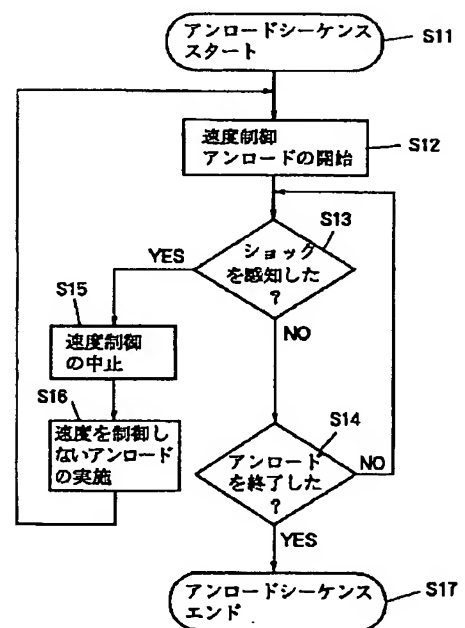 アンロードシーケンス
スタート
S11
速度制御
アンロードの開始
S12
S13
ショック
を感知した
?
YES
NO
S15
速度制御
の中止
S16
速度を制御し
ないアンロード
の実施
S14
アンロード
を終了した
?
NO
YES
アンロードシーケンス
エンド
S17